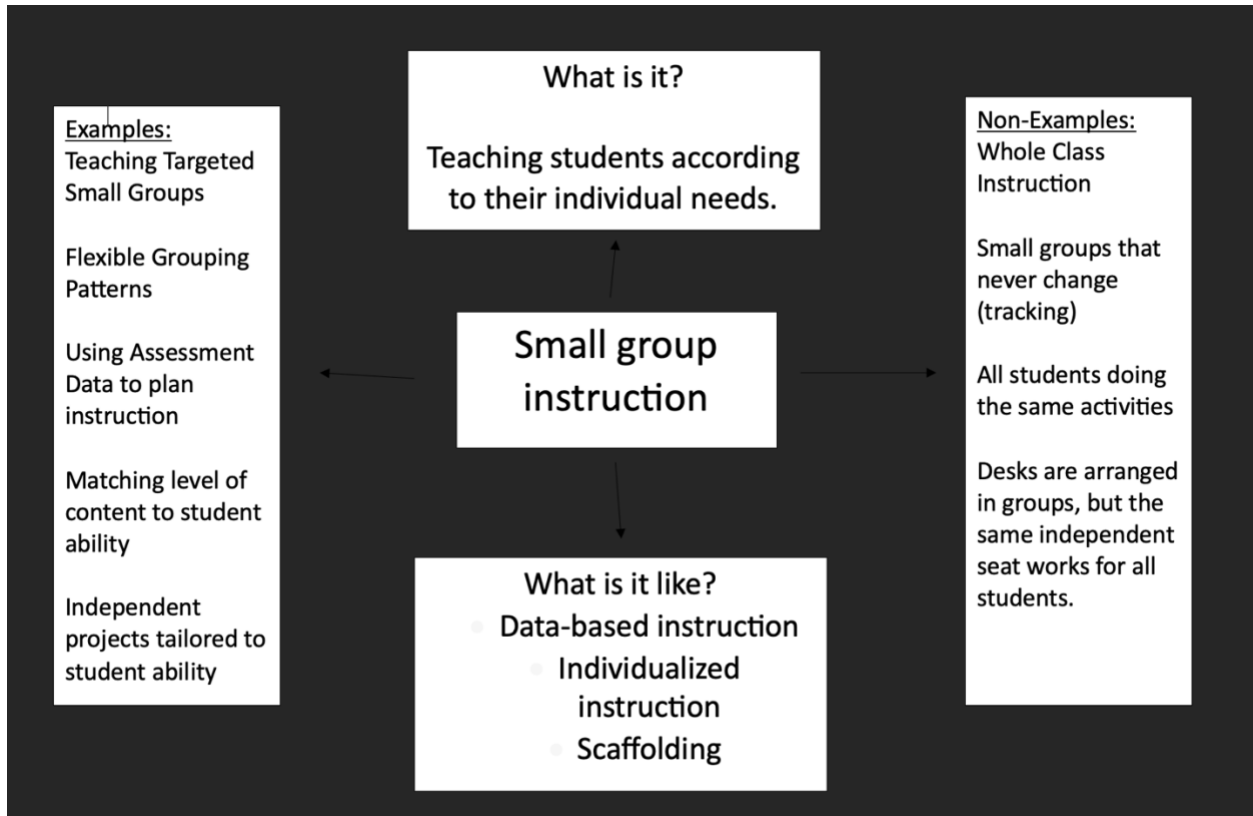 What is it?
Teaching students according
to their individual needs.
Examples:
Teaching Targeted
Small Groups
Flexible Grouping
Patterns
Using Assessment
Data to plan
instruction
Matching level of
content to student
ability
Independent
projects tailored to
student ability
Small group
instruction
Non-Examples:
Whole Class
Instruction
Small groups that
never change
(tracking)
All students doing
the same activities
Desks are arranged
in groups, but the
same independent
seat works for all
students.
What is it like?
Data-based instruction
Individualized
instruction
Scaffolding